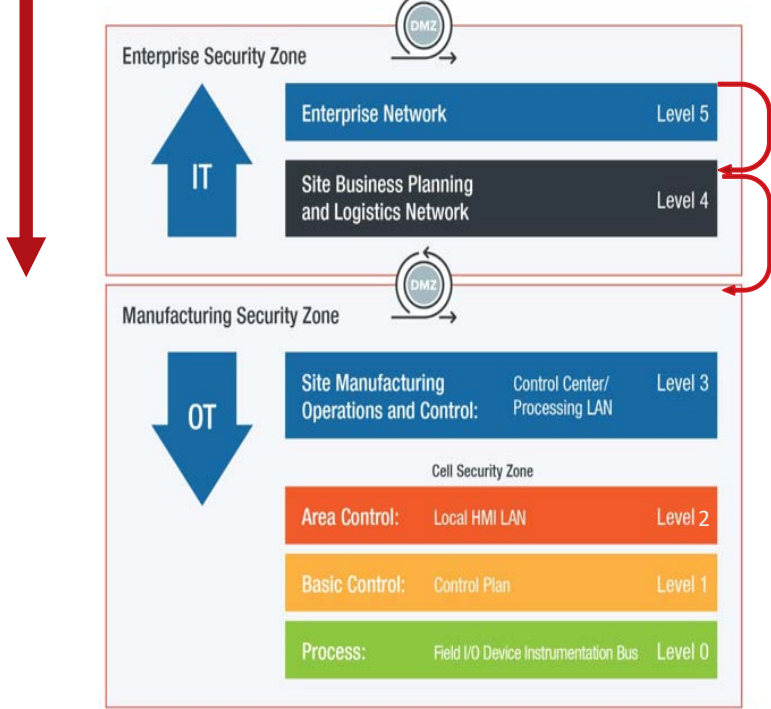 DMZ
Enterprise Security Zone
IT
Enterprise Network Level 5
Site Business Planning
and Logistics Network Level 4
DMZ
Manufacturing Security Zone
OT
Site Manufacturing Control Center/ Level 3
Operations and Control: Processing LAN
Cell Security Zone
Area Control: Local HMI LAN Level 2
Basic Control: Control Plan Level 1
Process: Field I/O Device Instrumentation Bus Level 0